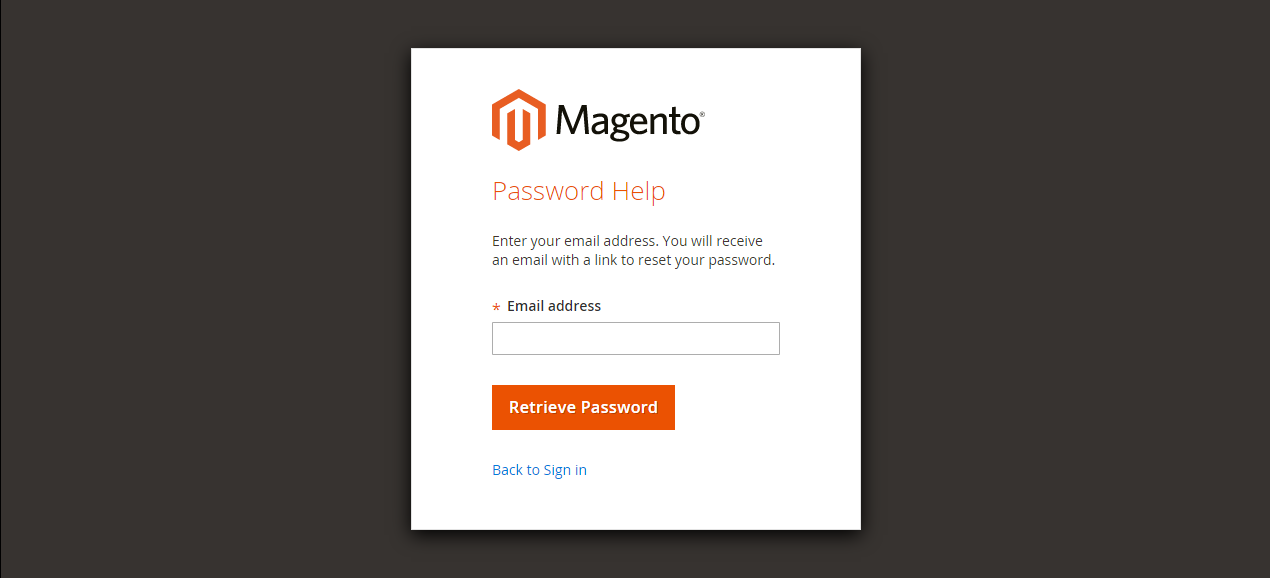 Magento®
Password Help
Enter your email address. You will receive
an email with a link to reset your password.
* Email address
Retrieve Password
Back to Sign in